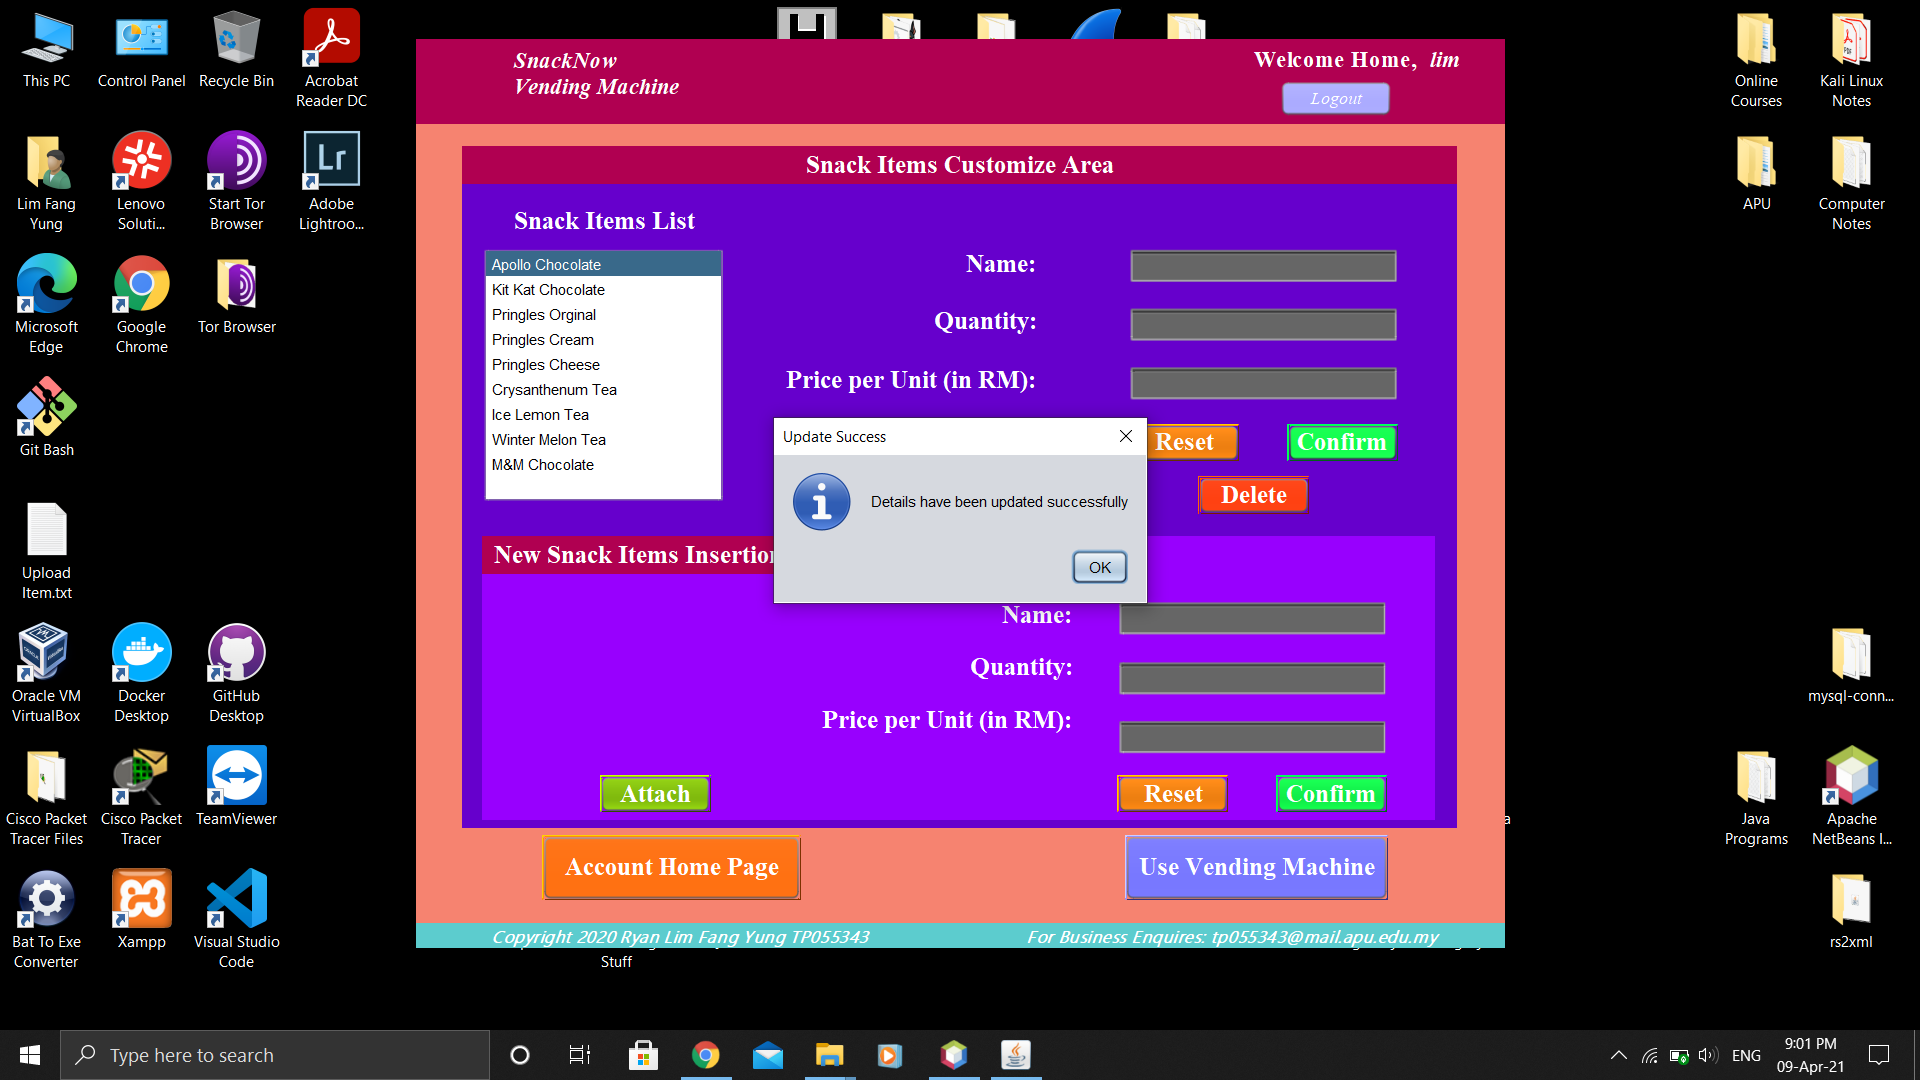 This PC
Control Panel
Recycle Bin
Acrobat
Reader DC
Lim Fang
Yung
Lenovo
Soluti...
Start Tor
Browser
Lr
Adobe
Lightroo...
Microsoft
Edge
Google
Chrome
Tor Browser
Git Bash
Upload
Item.txt
Oracle VM
VirtualBox
Docker
Desktop
GitHub
Desktop
Cisco Packet
Tracer Files
Cisco Packet
Tracer
TeamViewer
Bat To Exe
Converter
Xampp
Visual Studio
Code
SnackNow
Vending Machine
Welcome Home, lim
Logout
Snack Items Customize Area
Snack Items List
Apollo Chocolate
Kit Kat Chocolate
Pringles Orginal
Pringles Cream
Pringles Cheese
Crysanthenum Tea
Ice Lemon Tea
Winter Melon Tea
M&M Chocolate
Name:
Quantity:
Price per Unit (in RM):
Reset
Confirm
Delete
Update Success
Details have been updated successfully
OK
New Snack Items Insertion
Name:
Quantity:
Price per Unit (in RM):
Attach
Reset
Confirm
Account Home Page
Use Vending Machine
Copyright 2020 Ryan Lim Fang Yung TP055343
For Business Enquires: tp055343@mail.apu.edu.my
Stuff
Online
Courses
Kali Linux
Notes
APU
Computer
Notes
mysql-conn...
Java
Programs
Apache
NetBeans I...
rs2xml
Type here to search
ENG
9:01 PM
09-Apr-21